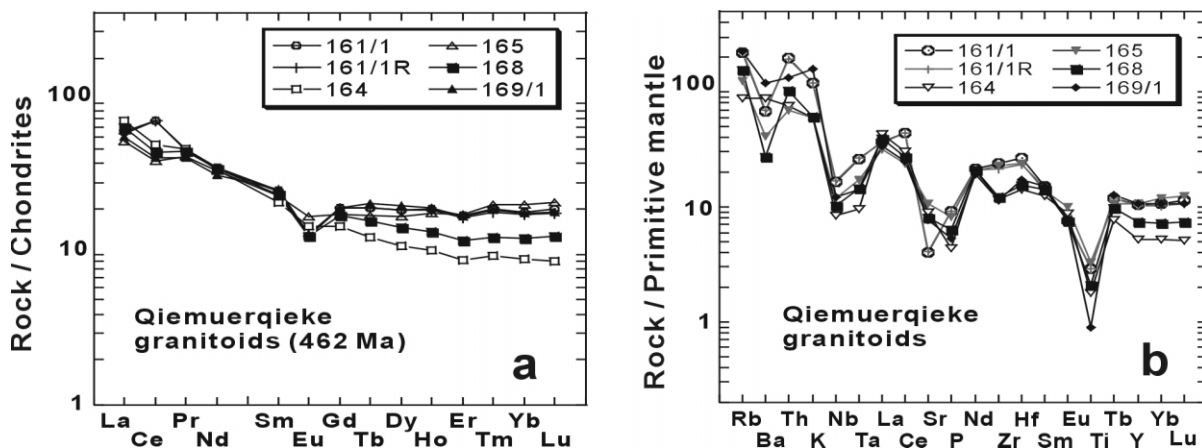 Rock / Chondrites
100
10
1
161/1 165
161/1R 168
164 169/1
Qiemuerqieke
granitoids (462 Ma)
a
La Pr Sm Gd Dy Er Yb
Ce Nd Eu Tb Ho Tm Lu
Rock / Primitive mantle
100
10
1
161/1 165
161/1R 168
164 169/1
Qiemuerqieke
granitoids
b
Rb Th Nb La Sr Nd Hf Eu Tb Yb
Ba K Ta Ce P Zr Sm Ti Y Lu